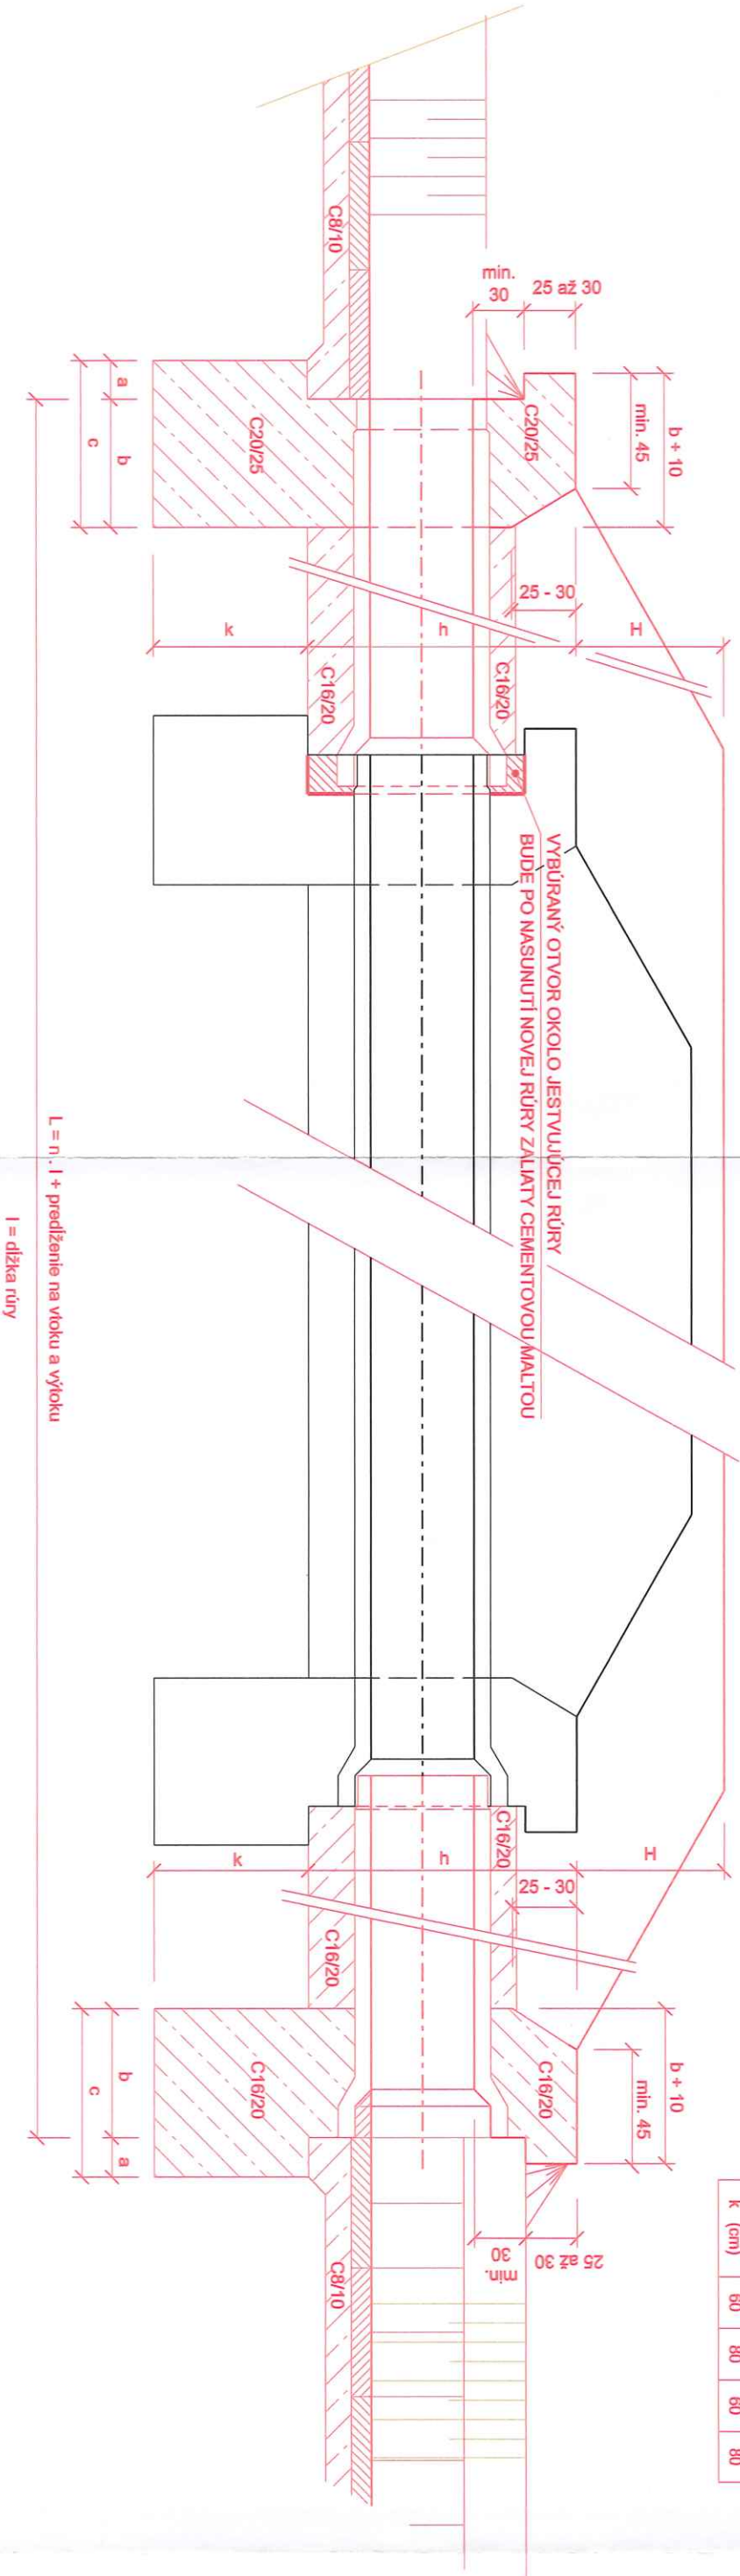 C8/10
min.
30
25 až 30
a
b
c
C20/25
C20/25
min. 45
b + 10
k
h
25 - 30
H
C16/20
C16/20
VYBÚRANÝ OTVOR OKOLO JESTVUJÚCEJ RÚRY
BUDE PO NASUNUTÍ NOVEJ RÚRY ZALIATY CEMENTOVOU MALTOU
L = n . l + predĺženie na vtoku a výtoku
l = dĺžka rúry
k
h
25 - 30
H
C16/20
C16/20
b
a
c
C16/20
C16/20
min. 45
b + 10
min.
30
25 až 30
C8/10
k (cm) 60 80 60 80